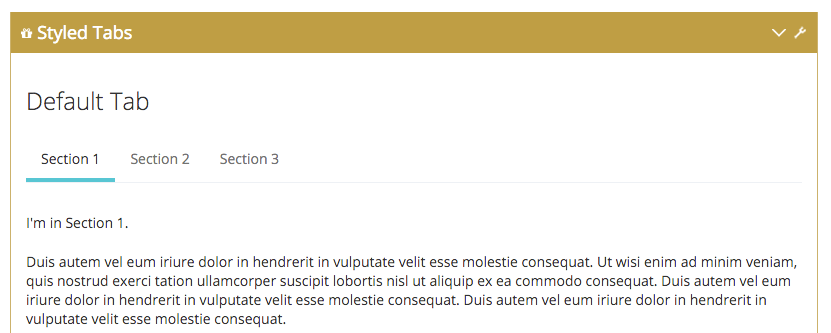 Styled Tabs
Default Tab
Section 1 Section 2 Section 3
I'm in Section 1.
Duis autem vel eum iriure dolor in hendrerit in vulputate velit esse molestie consequat. Ut wisi enim ad minim veniam,
quis nostrud exerci tation ullamcorper suscipit lobortis nisl ut aliquip ex ea commodo consequat. Duis autem vel eum
iriure dolor in hendrerit in vulputate velit esse molestie consequat. Duis autem vel eum iriure dolor in hendrerit in
vulputate velit esse molestie consequat.